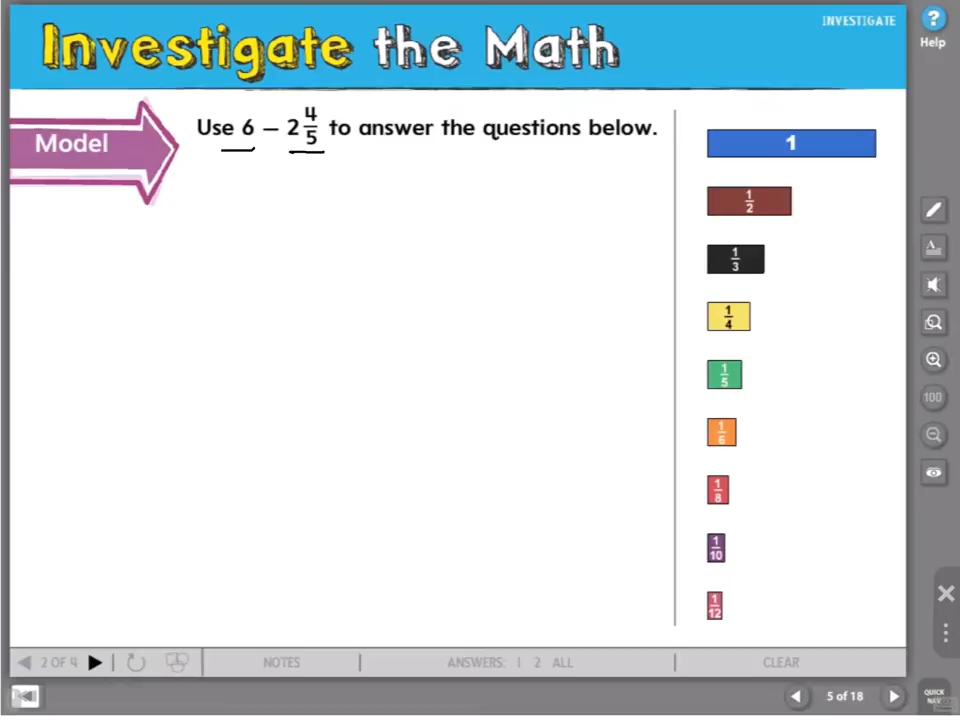 INVESTIGATE
Investigate the Math
Help
Model
Use 6 – 2 4/5 to answer the questions below.
1
1/2
1/3
1/4
1/5
1/6
1/8
1/10
1/12
100
2 OF 4
NOTES
ANSWERS: 1 2 ALL
CLEAR
5 of 18
QUICK
NAV